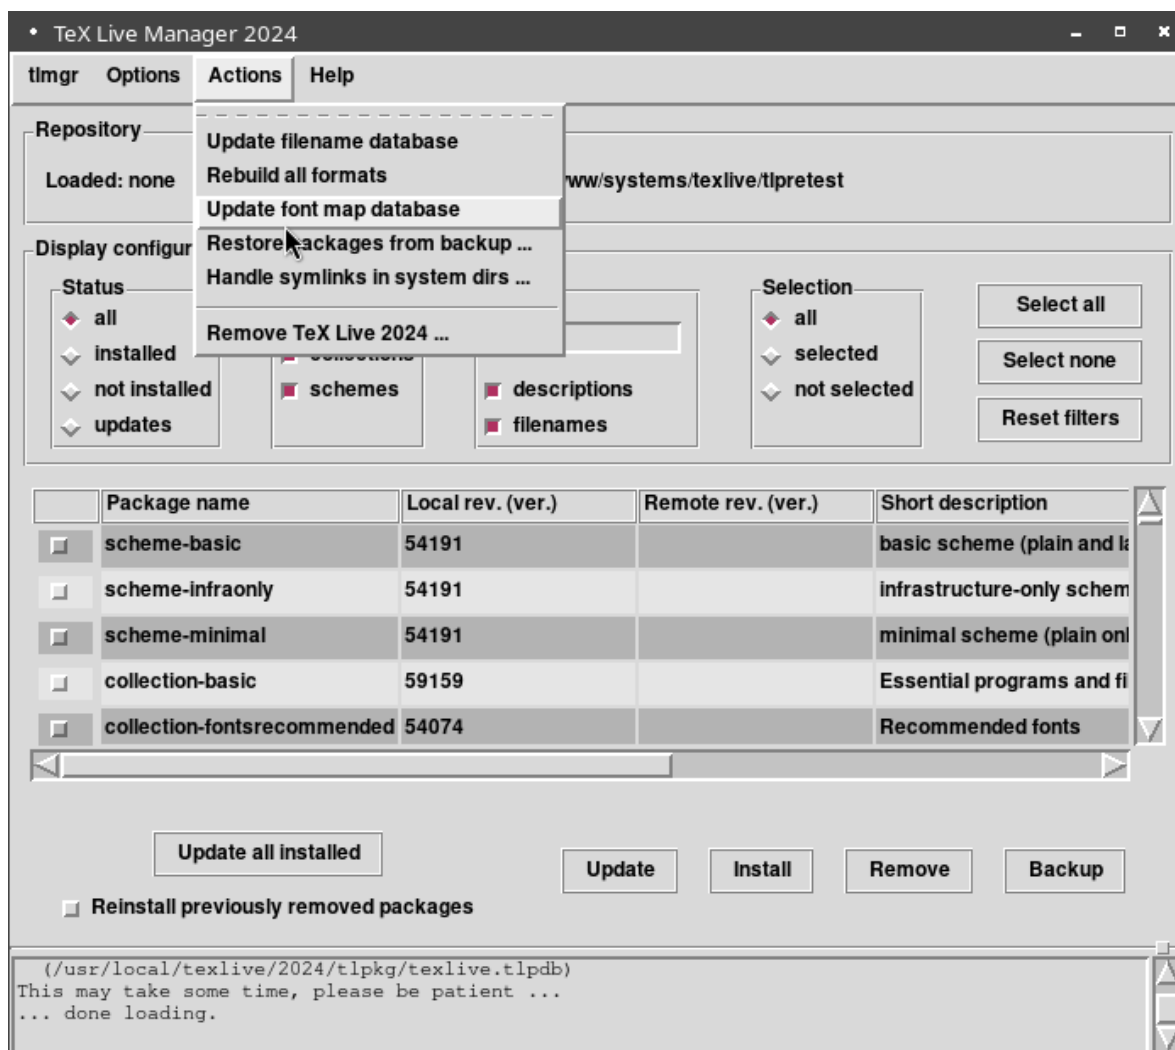 TeX Live Manager 2024
tlmgr Options Actions Help
Update filename database
Rebuild all formats
Update font map database
Restore packages from backup ...
Handle symlinks in system dirs ...
Remove TeX Live 2024 ...
Repository
Loaded: none
/systems/texlive/tlpretest
Display configur
Status
all
installed
not installed
updates
collections
schemes
descriptions
filenames
Selection
all
selected
not selected
Select all
Select none
Reset filters
Package name Local rev. (ver.) Remote rev. (ver.) Short description
scheme-basic 54191 basic scheme (plain and la
scheme-infraonly 54191 infrastructure-only schem
scheme-minimal 54191 minimal scheme (plain onl
collection-basic 59159 Essential programs and fi
collection-fontsrecommended 54074 Recommended fonts
Update all installed
Reinstall previously removed packages
Update Install Remove Backup
(/usr/local/texlive/2024/tlpkg/texlive.tlpdb)
This may take some time, please be patient ...
... done loading.